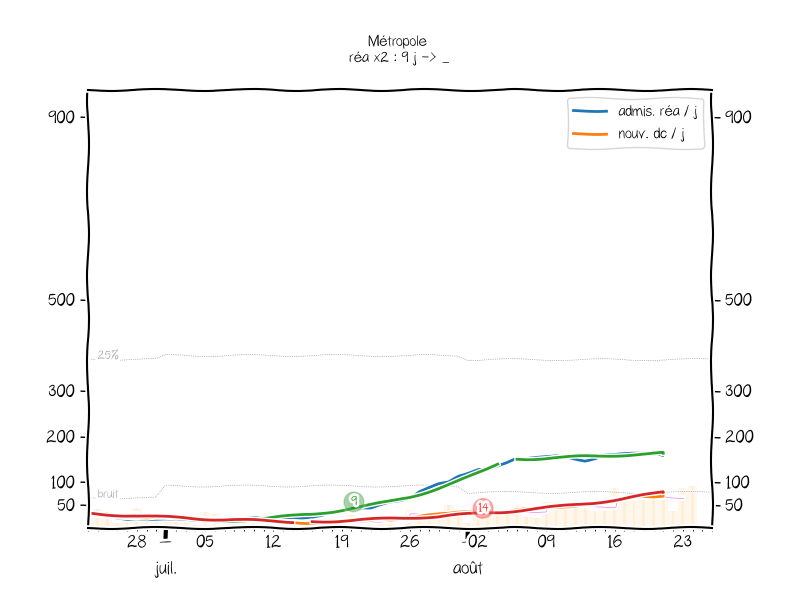 Métropole
réa x2 : 9 j -> _
admis. réa / j
nouv. dc / j
900
500
300
200
100
50
900
500
300
200
100
50
25%
bruit
9
14
28 05 12 19 26 02 09 16 23
juil. août